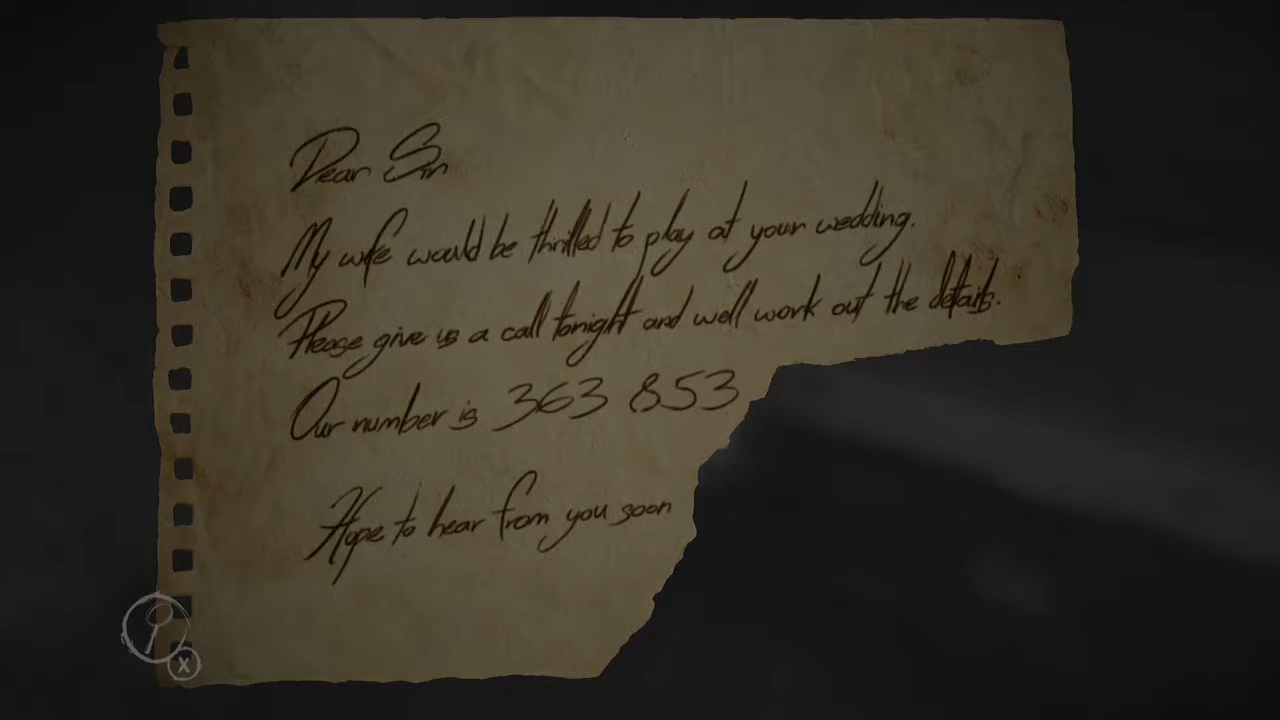 Dear Sir
My wife would be thrilled to play at your wedding.
Please give us a call tonight and well work out the details.
Our number is 363 853
Hope to hear from you soon
X